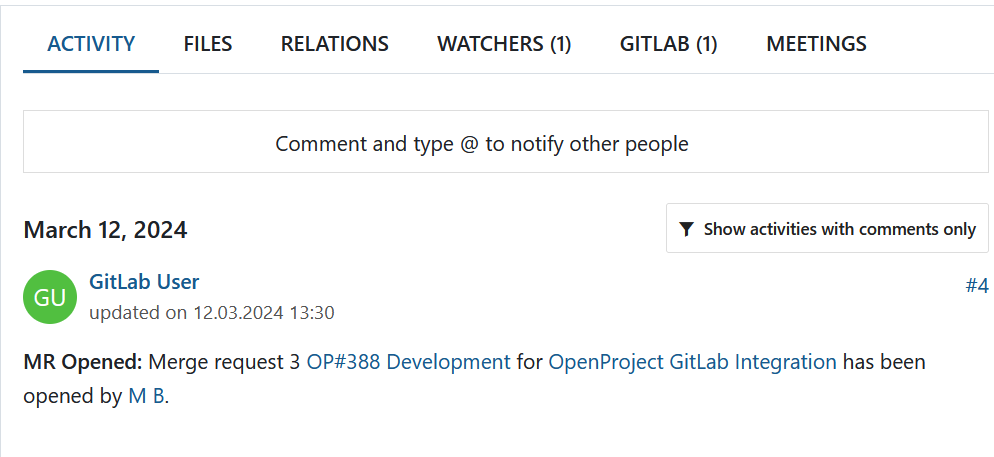 ACTIVITY FILES RELATIONS WATCHERS (1) GITLAB (1) MEETINGS
Comment and type @ to notify other people
March 12, 2024
Show activities with comments only
GU
GitLab User
#4
updated on 12.03.2024 13:30
MR Opened: Merge request 3 OP#388 Development for OpenProject GitLab Integration has been
opened by M B.